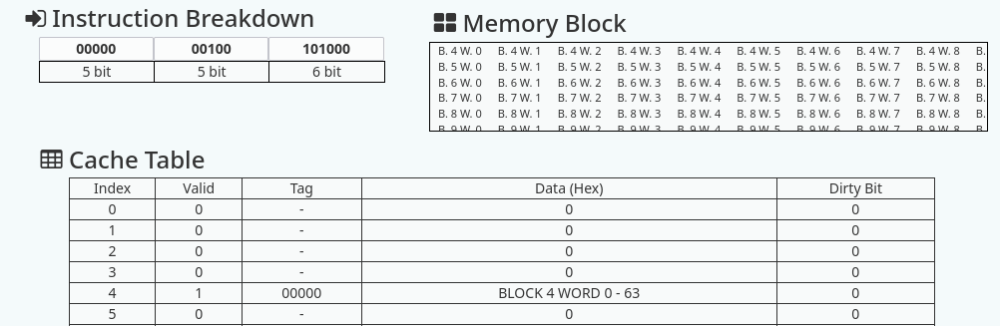 Instruction Breakdown
00000 00100 101000
5 bit 5 bit 6 bit
Memory Block
B. 4 W. 0 B. 4 W. 1 B. 4 W. 2 B. 4 W. 3 B. 4 W. 4 B. 4 W. 5 B. 4 W. 6 B. 4 W. 7 B. 4 W. 8 B.
B. 5 W. 0 B. 5 W. 1 B. 5 W. 2 B. 5 W. 3 B. 5 W. 4 B. 5 W. 5 B. 5 W. 6 B. 5 W. 7 B. 5 W. 8 B.
B. 6 W. 0 B. 6 W. 1 B. 6 W. 2 B. 6 W. 3 B. 6 W. 4 B. 6 W. 5 B. 6 W. 6 B. 6 W. 7 B. 6 W. 8 B.
B. 7 W. 0 B. 7 W. 1 B. 7 W. 2 B. 7 W. 3 B. 7 W. 4 B. 7 W. 5 B. 7 W. 6 B. 7 W. 7 B. 7 W. 8 B.
B. 8 W. 0 B. 8 W. 1 B. 8 W. 2 B. 8 W. 3 B. 8 W. 4 B. 8 W. 5 B. 8 W. 6 B. 8 W. 7 B. 8 W. 8 B.
B. 9 W. 0 B. 9 W. 1 B. 9 W. 2 B. 9 W. 3 B. 9 W. 4 B. 9 W. 5 B. 9 W. 6 B. 9 W. 7 B. 9 W. 8 B.
Cache Table
Index Valid Tag Data (Hex) Dirty Bit
0 0 - 0 0
1 0 - 0 0
2 0 - 0 0
3 0 - 0 0
4 1 00000 BLOCK 4 WORD 0 - 63 0
5 0 - 0 0